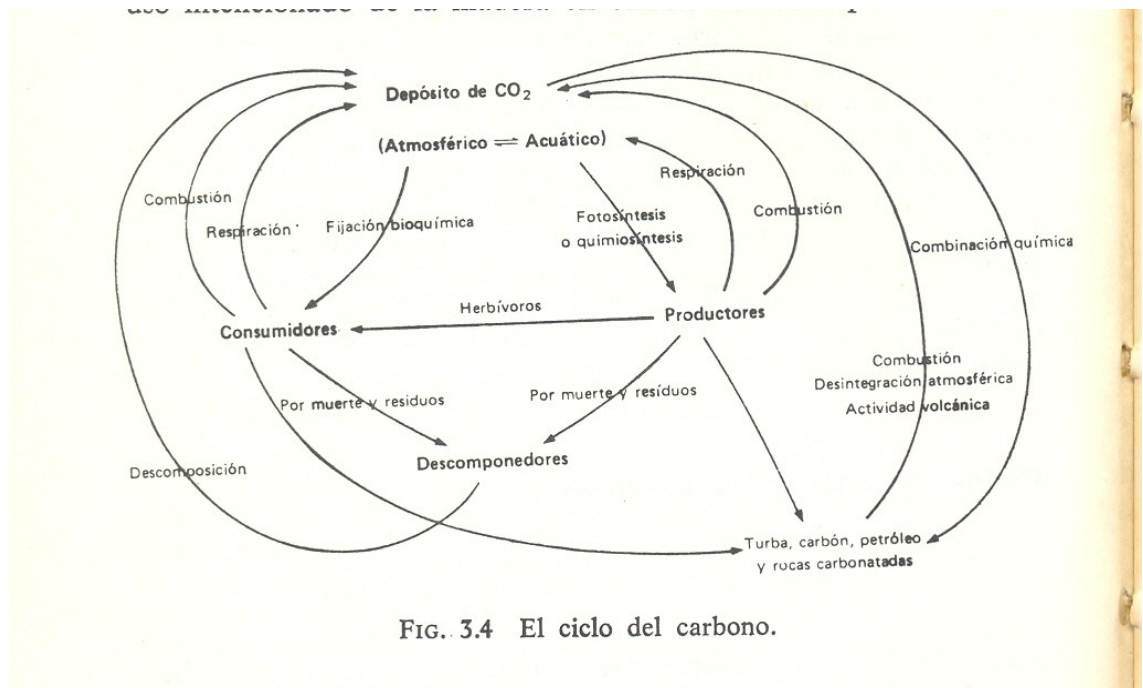 Depósito de CO₂
(Atmosférico ⇌ Acuático)
Respiración
Combustión
Combustión
Respiración
Fijación bioquímica
Fotosíntesis
o quimiosíntesis
Combinación química
Herbívoros
Productores
Consumidores
Combustión
Desintegración atmosférica
Actividad volcánica
Por muerte y residuos
Por muerte y resíduos
Descomponedores
Descomposición
Turba, carbón, petróleo
y rocas carbonatadas
FIG. 3.4 El ciclo del carbono.